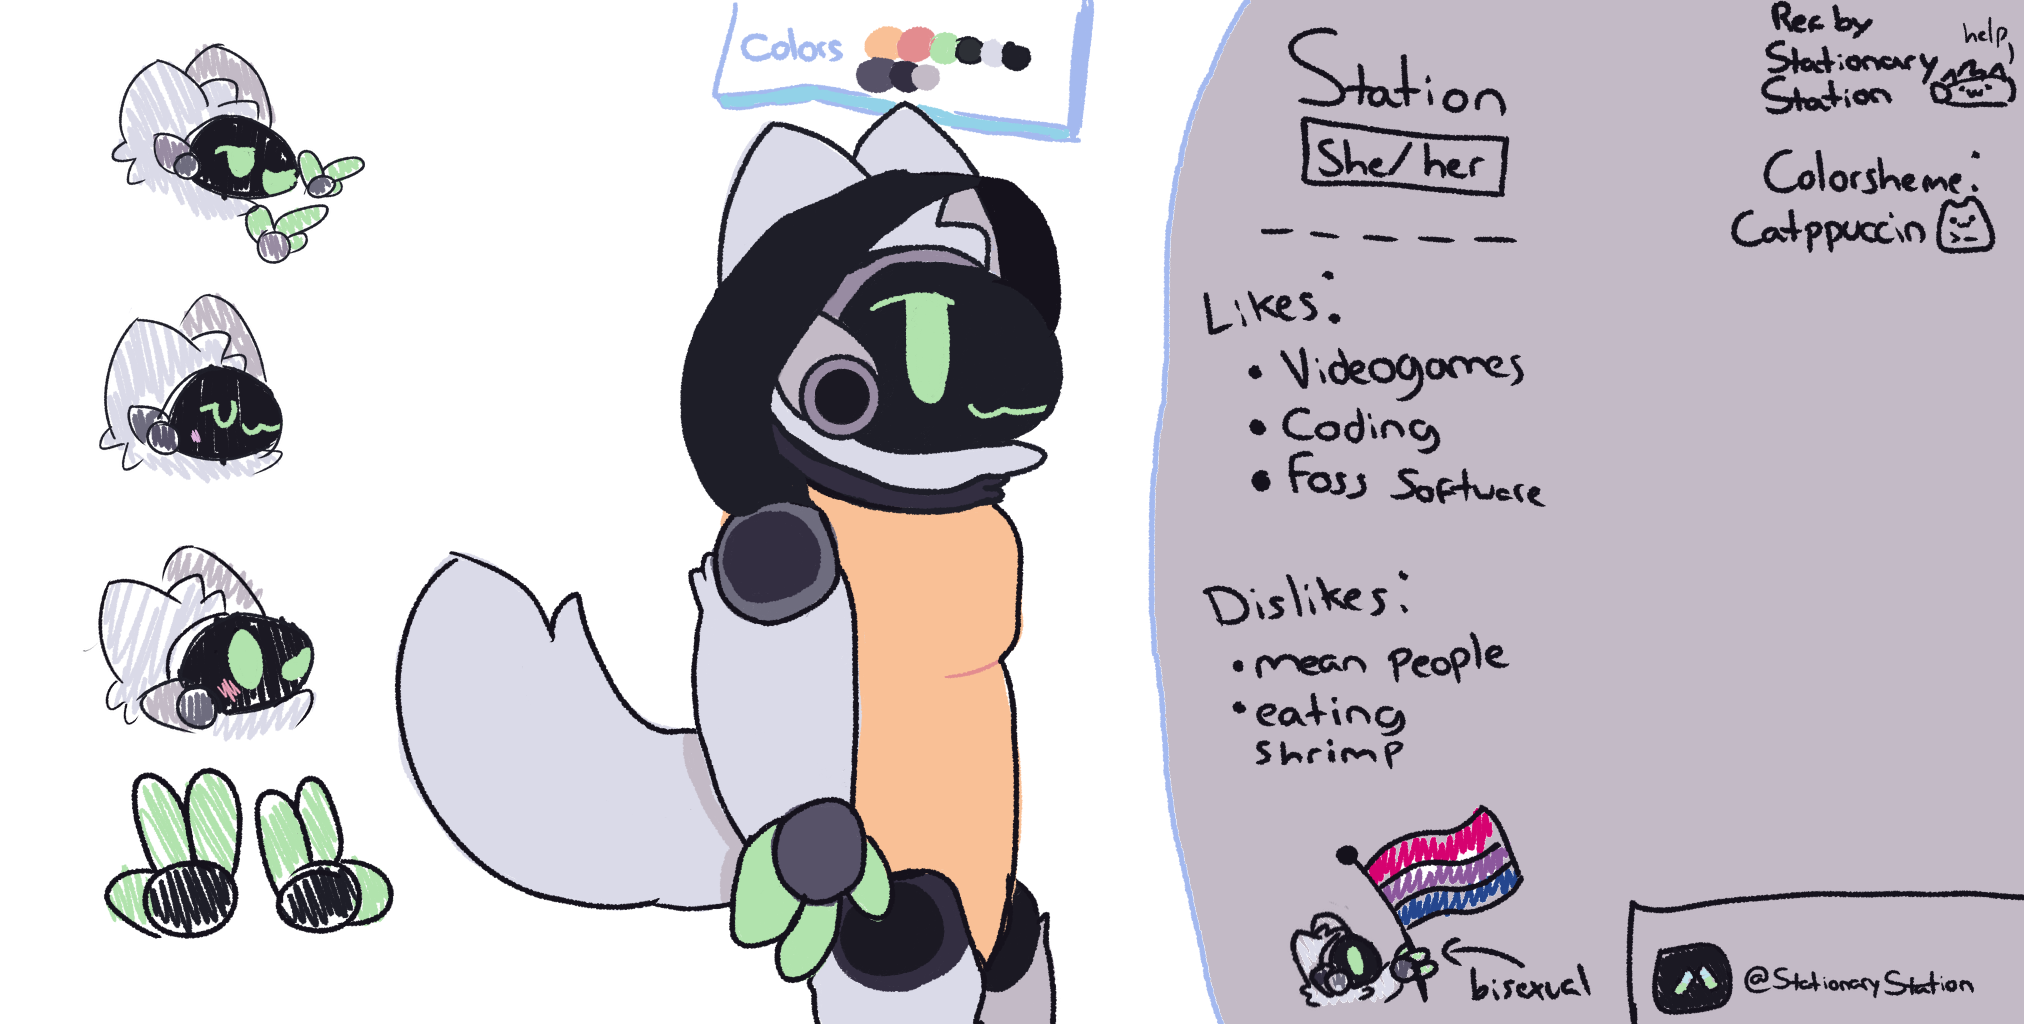 Colors
Station
She/her
Likes:
• Videogames
• Coding
• Foss Software
Dislikes:
• mean people
• eating
shrimp
bisexual
Ref by
Stationary
Station
help
Colorsheme:
Catppuccin
@StationaryStation